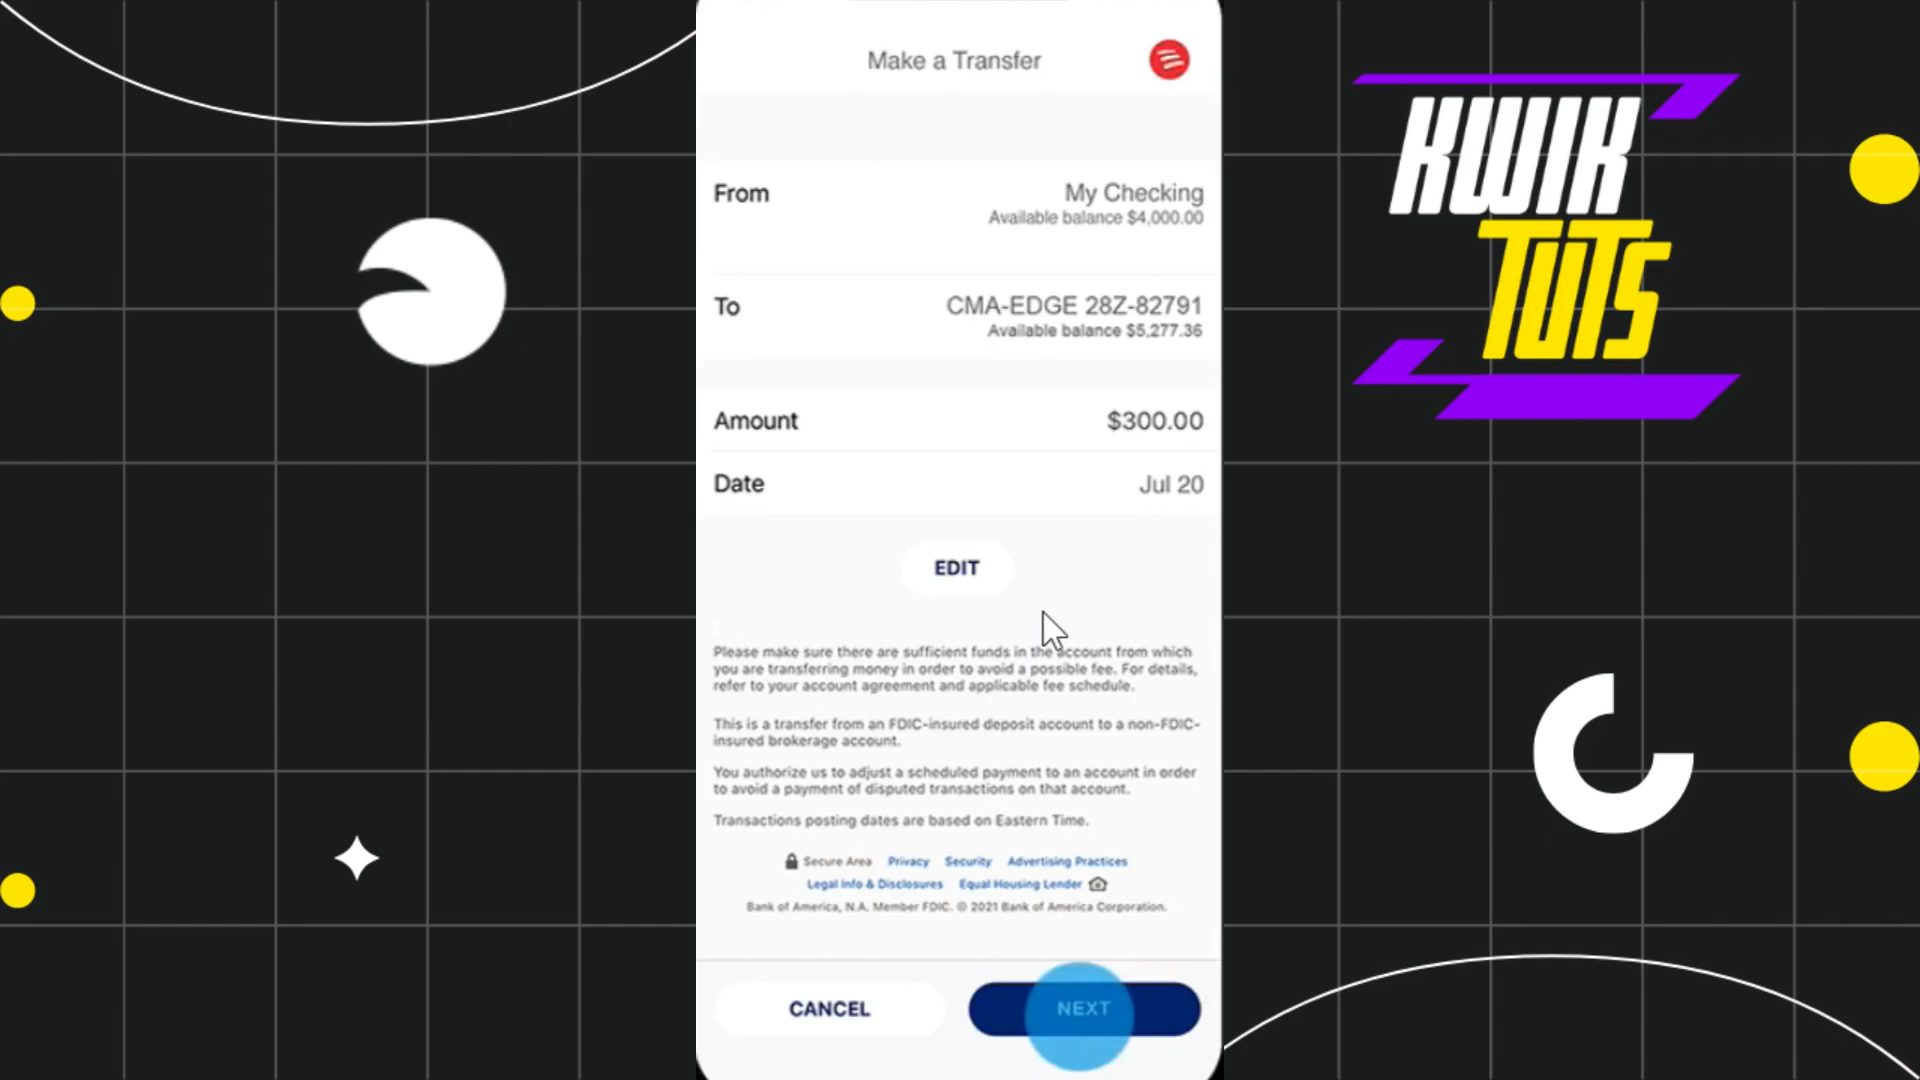 Make a Transfer
From
My Checking
Available balance $4,000.00
To
CMA-EDGE 28Z-82791
Available balance $5,277.36
Amount
$300.00
Date
Jul 20
EDIT
Please make sure there are sufficient funds in the account from which
you are transferring money in order to avoid a possible fee. For details,
refer to your account agreement and applicable fee schedule.
This is a transfer from an FDIC-insured deposit account to a non-FDIC-
insured brokerage account.
You authorize us to adjust a scheduled payment to an account in order
to avoid a payment of disputed transactions on that account.
Transactions posting dates are based on Eastern Time.
Secure Area Privacy Security Advertising Practices
Legal Info & Disclosures Equal Housing Lender
Bank of America, N.A. Member FDIC. © 2021 Bank of America Corporation.
CANCEL
NEXT
KWIK
TUTS